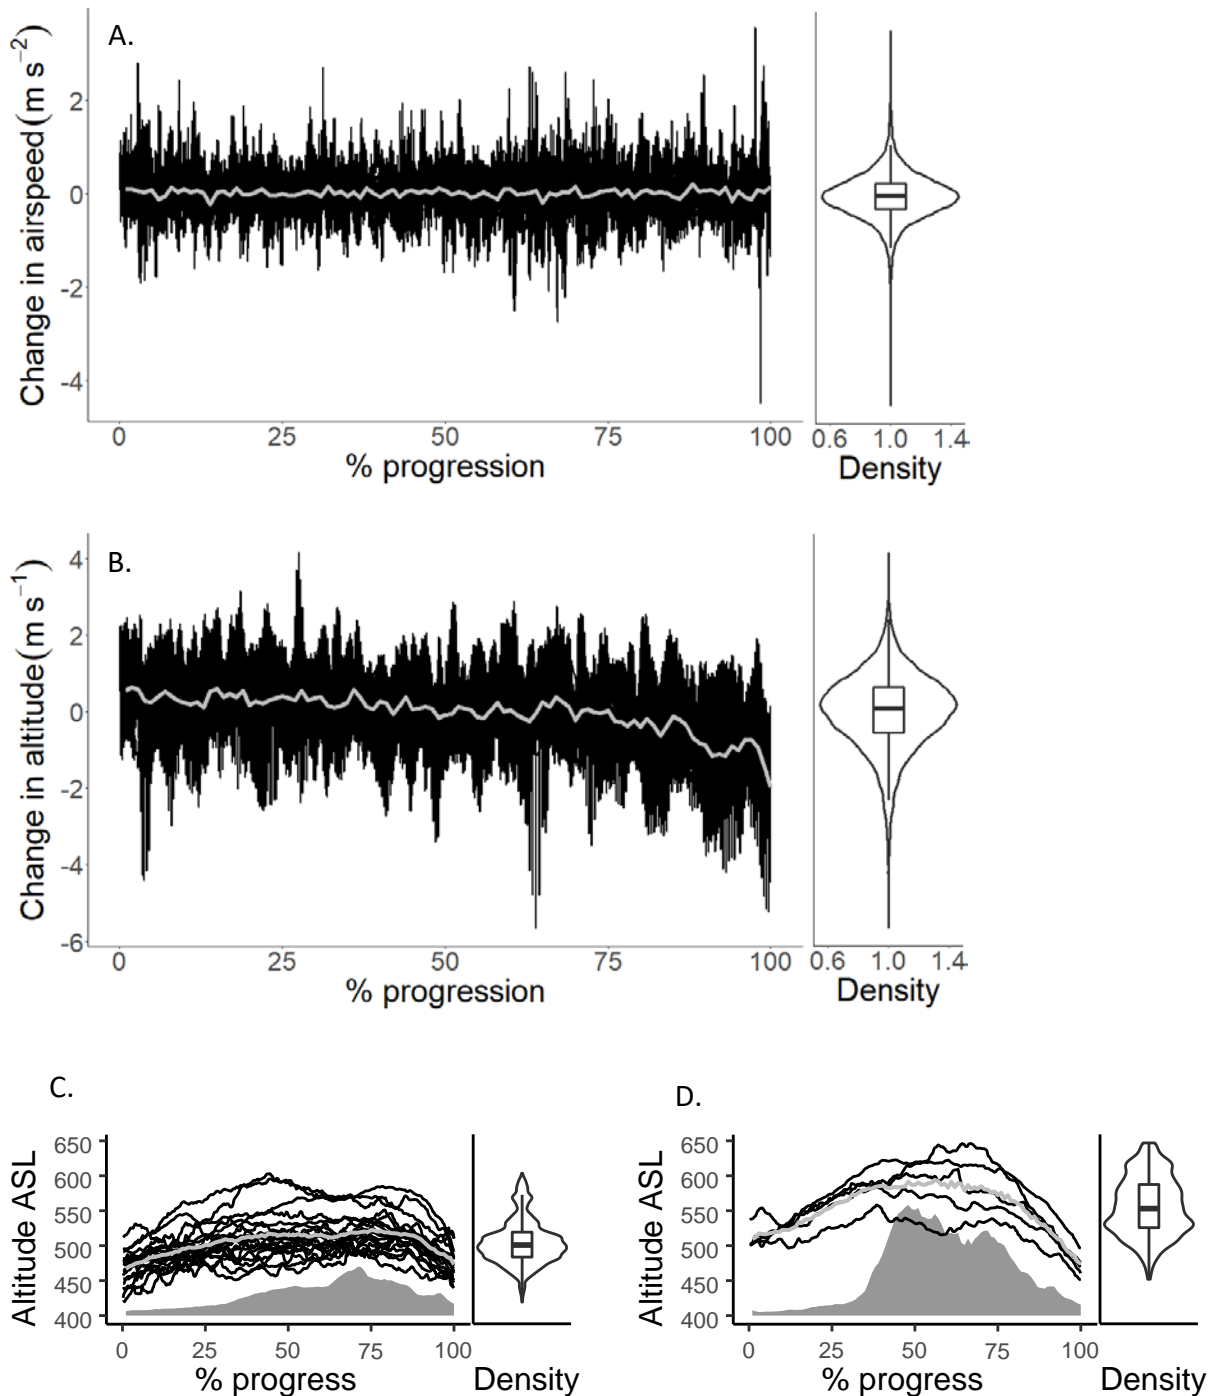 A.
Change in airspeed(m s⁻²)
2
0
-2
-4
0 25 50 75 100
% progression
0.6 1.0 1.4
Density
B.
Change in altitude(m s⁻¹)
4
2
0
-2
-4
-6
0 25 50 75 100
% progression
0.6 1.0 1.4
Density
C.
Altitude ASL
650
600
550
500
450
400
0 25 50 75 100
% progress
Density
D.
Altitude ASL
650
600
550
500
450
400
0 25 50 75 100
% progress
Density